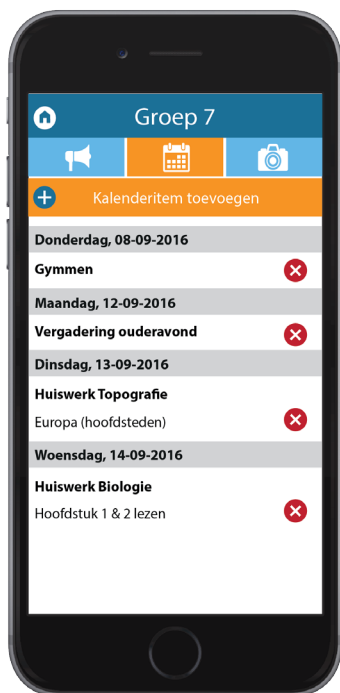 Groep 7
Kalenderitem toevoegen
Donderdag, 08-09-2016
Gymmen
Maandag, 12-09-2016
Vergadering ouderavond
Dinsdag, 13-09-2016
Huiswerk Topografie
Europa (hoofdsteden)
Woensdag, 14-09-2016
Huiswerk Biologie
Hoofdstuk 1 & 2 lezen